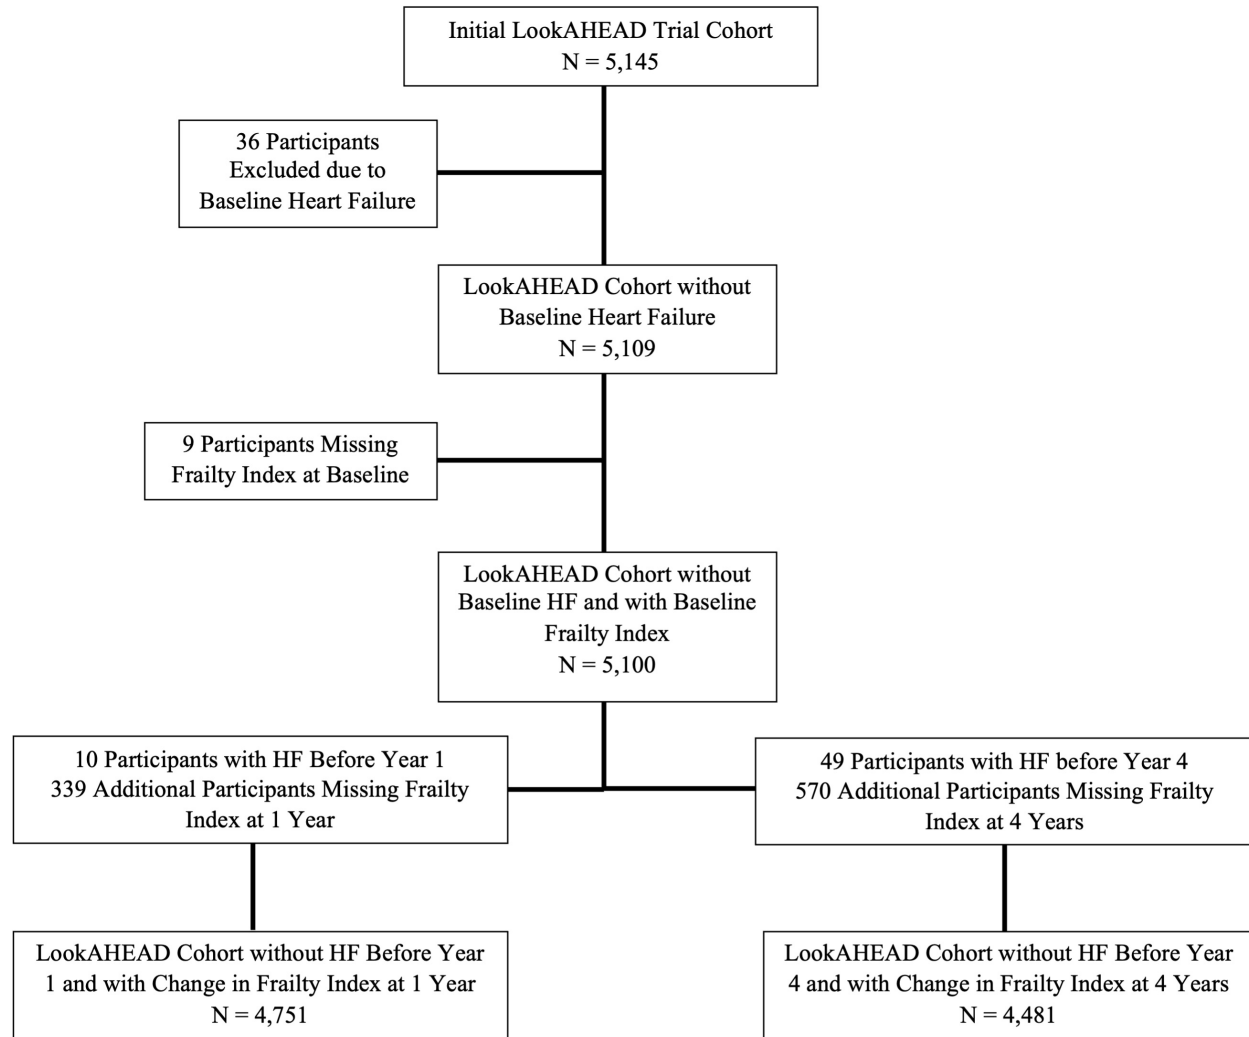 Initial LookAHEAD Trial Cohort
N = 5,145
36 Participants
Excluded due to
Baseline Heart Failure
LookAHEAD Cohort without
Baseline Heart Failure
N = 5,109
9 Participants Missing
Frailty Index at Baseline
LookAHEAD Cohort without
Baseline HF and with Baseline
Frailty Index
N = 5,100
10 Participants with HF Before Year 1
339 Additional Participants Missing Frailty
Index at 1 Year
49 Participants with HF before Year 4
570 Additional Participants Missing Frailty
Index at 4 Years
LookAHEAD Cohort without HF Before Year
1 and with Change in Frailty Index at 1 Year
N = 4,751
LookAHEAD Cohort without HF Before Year
4 and with Change in Frailty Index at 4 Years
N = 4,481